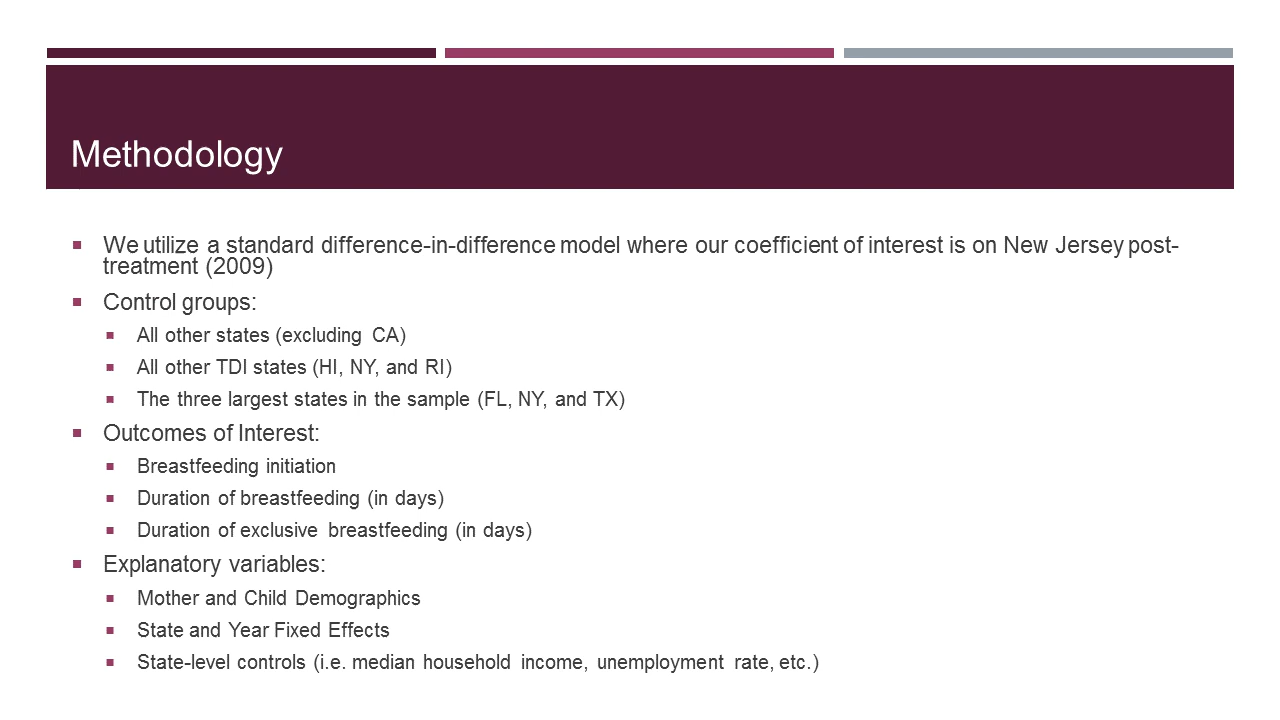 Methodology
We utilize a standard difference-in-difference model where our coefficient of interest is on New Jersey post-
treatment (2009)
Control groups:
All other states (excluding CA)
All other TDI states (HI, NY, and RI)
The three largest states in the sample (FL, NY, and TX)
Outcomes of Interest:
Breastfeeding initiation
Duration of breastfeeding (in days)
Duration of exclusive breastfeeding (in days)
Explanatory variables:
Mother and Child Demographics
State and Year Fixed Effects
State-level controls (i.e. median household income, unemployment rate, etc.)